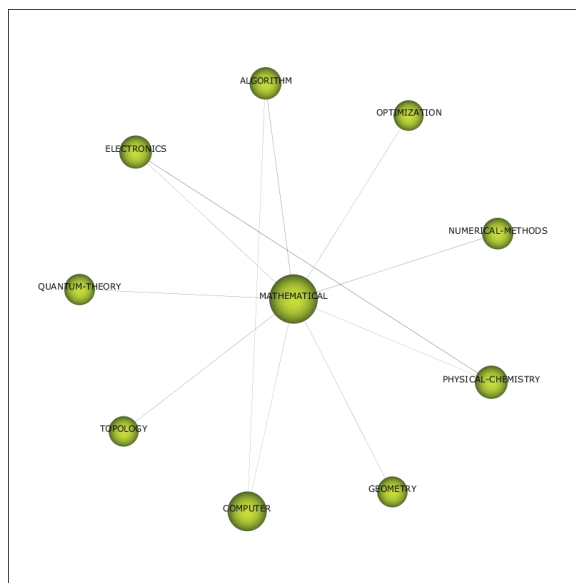 ALGORITHM
OPTIMIZATION
ELECTRONICS
NUMERICAL-METHODS
QUANTUM-THEORY
MATHEMATICAL
PHYSICAL-CHEMISTRY
TOPOLOGY
GEOMETRY
COMPUTER